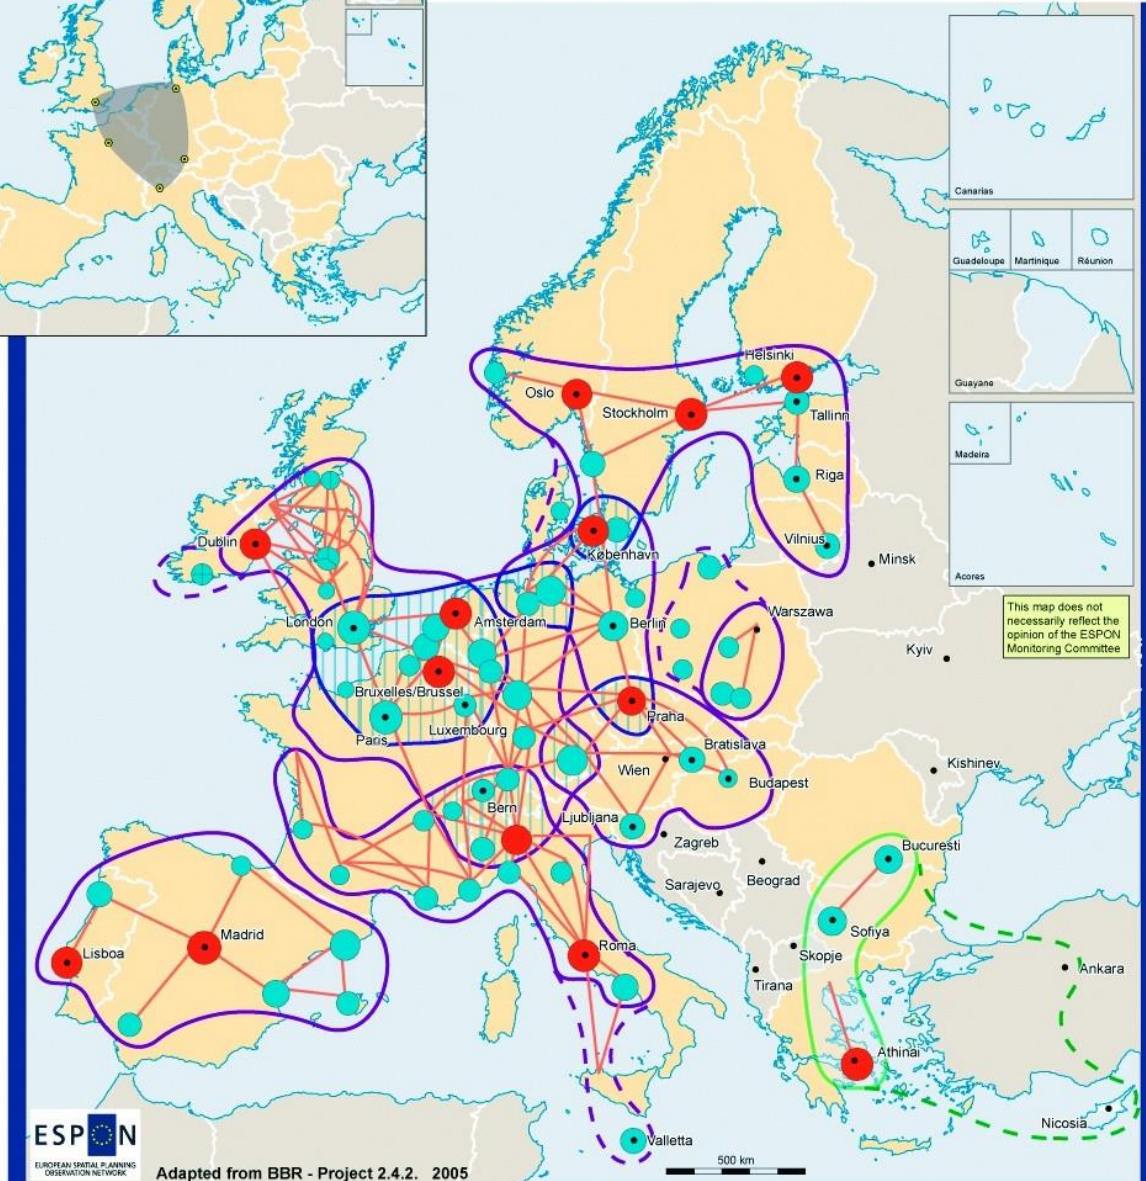 Canarias
Guadeloupe
Martinique
Réunion
Guayane
Madeira
Acores
This map does not
necessarily reflect the
opinion of the ESPON
Monitoring Committee
Helsinki
Oslo
Stockholm
Tallinn
Riga
Vilnius
Minsk
Dublin
København
London
Amsterdam
Berlin
Warszawa
Kyiv
Bruxelles/Brussel
Luxembourg
Paris
Praha
Bratislava
Wien
Budapest
Kishinev
Bern
Ljubljana
Zagreb
Bucuresti
Beograd
Sarajevo
Sofiya
Skopje
Madrid
Lisboa
Roma
Tirana
Ankara
Athinai
Nicosia
Valletta
ESPON
EUROPEAN SPATIAL PLANNING
OBSERVATION NETWORK
Adapted from BBR - Project 2.4.2. 2005
500 km